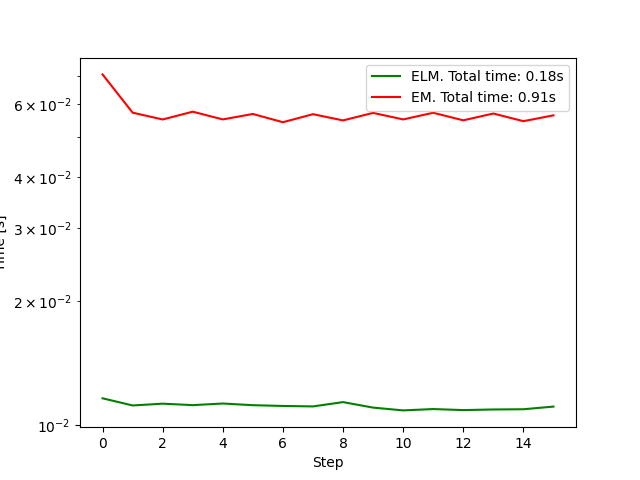 ELM. Total time: 0.18s
EM. Total time: 0.91s
6 × 10⁻²
4 × 10⁻²
3 × 10⁻²
2 × 10⁻²
10⁻²
0 2 4 6 8 10 12 14
Step